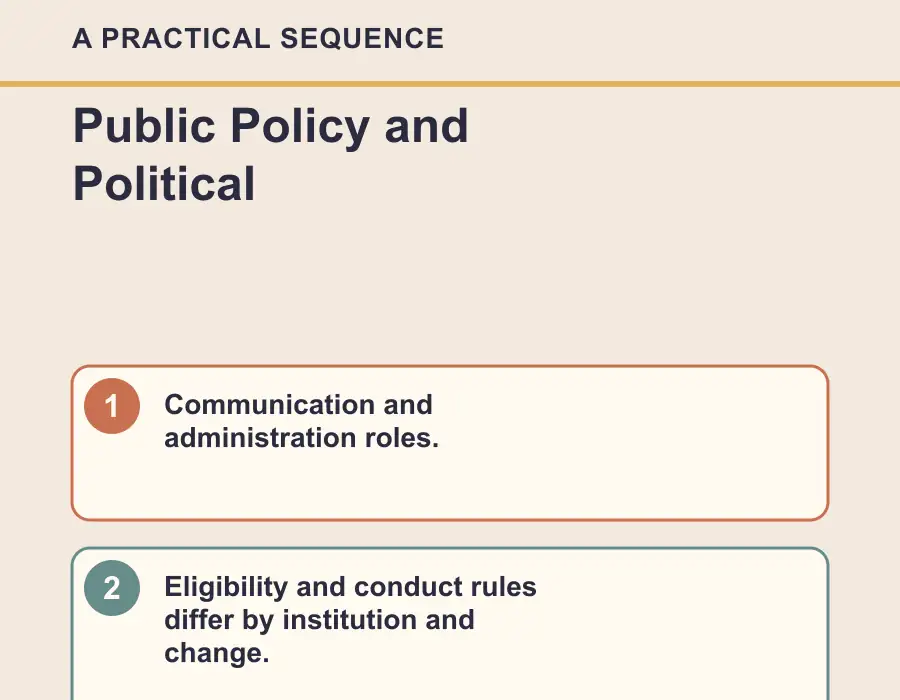 A PRACTICAL SEQUENCE
Public Policy and
Political
1
Communication and
administration roles.
2
Eligibility and conduct rules
differ by institution and
change.